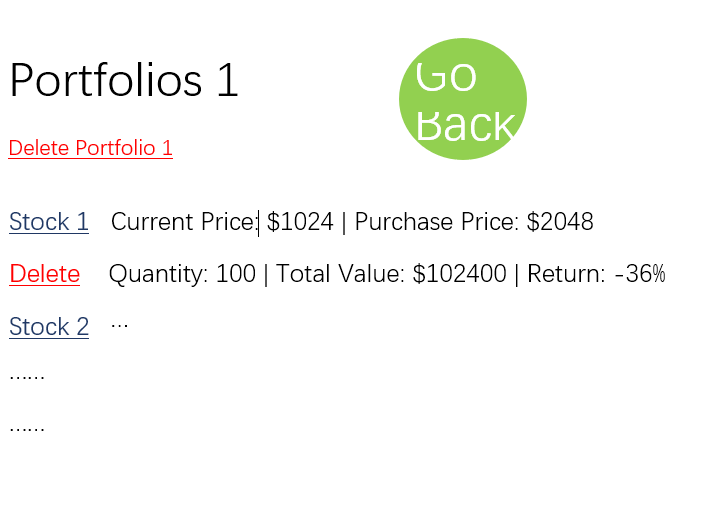 Portfolios 1
Go
Back
Delete Portfolio 1
Stock 1 Current Price: $1024 | Purchase Price: $2048
Delete Quantity: 100 | Total Value: $102400 | Return: -36%
Stock 2 ...
......
......